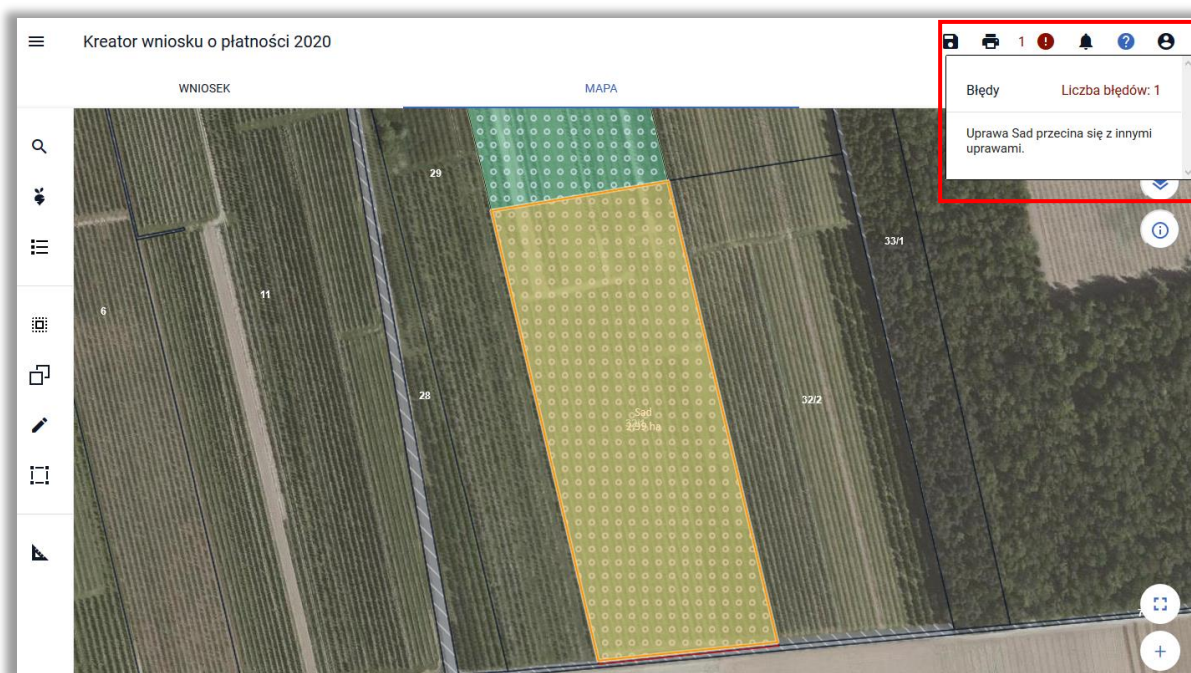 Kreator wniosku o płatności 2020
1
WNIOSEK
MAPA
Błędy
Liczba błędów: 1
Uprawa Sad przecina się z innymi
uprawami.
29
33/1
11
6
28
32/2
Sad
ha